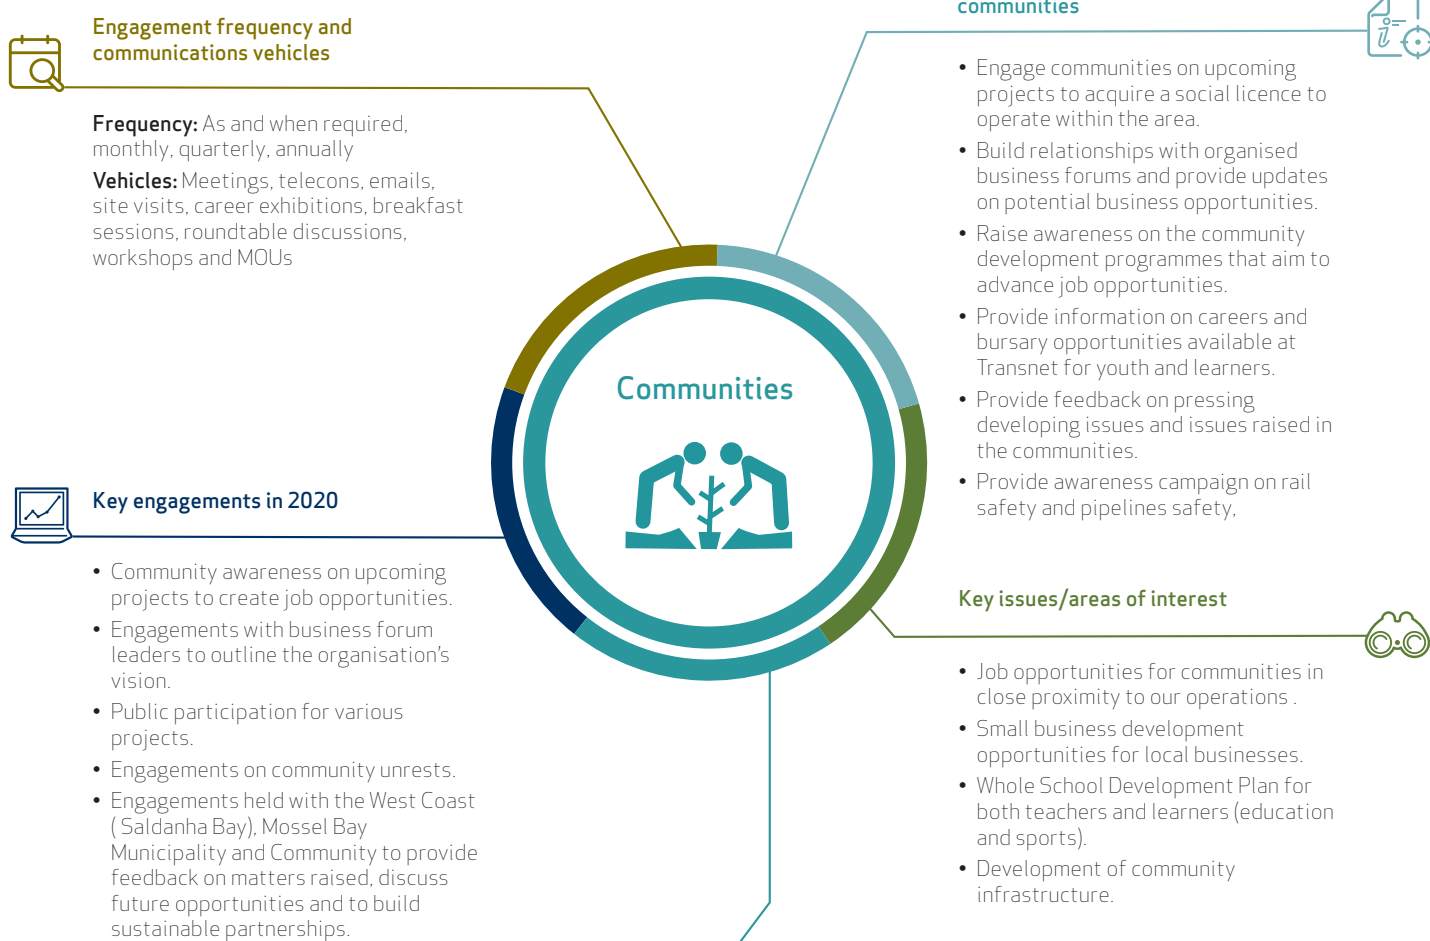 Engagement frequency and
communications vehicles
Frequency: As and when required,
monthly, quarterly, annually
Vehicles: Meetings, telecons, emails,
site visits, career exhibitions, breakfast
sessions, roundtable discussions,
workshops and MOUs
communities
• Engage communities on upcoming
projects to acquire a social licence to
operate within the area.
• Build relationships with organised
business forums and provide updates
on potential business opportunities.
• Raise awareness on the community
development programmes that aim to
advance job opportunities.
• Provide information on careers and
bursary opportunities available at
Transnet for youth and learners.
• Provide feedback on pressing
developing issues and issues raised in
the communities.
• Provide awareness campaign on rail
safety and pipelines safety,
Communities
Key engagements in 2020
• Community awareness on upcoming
projects to create job opportunities.
• Engagements with business forum
leaders to outline the organisation’s
vision.
• Public participation for various
projects.
• Engagements on community unrests.
• Engagements held with the West Coast
( Saldanha Bay), Mossel Bay
Municipality and Community to provide
feedback on matters raised, discuss
future opportunities and to build
sustainable partnerships.
Key issues/areas of interest
• Job opportunities for communities in
close proximity to our operations .
• Small business development
opportunities for local businesses.
• Whole School Development Plan for
both teachers and learners (education
and sports).
• Development of community
infrastructure.